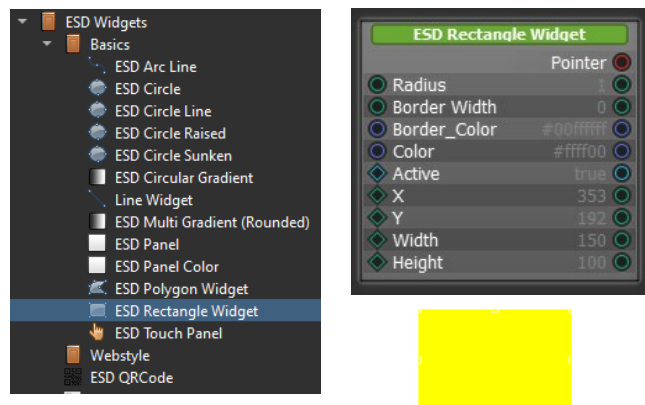 ESD Widgets
Basics
ESD Arc Line
ESD Circle
ESD Circle Line
ESD Circle Raised
ESD Circle Sunken
ESD Circular Gradient
Line Widget
ESD Multi Gradient (Rounded)
ESD Panel
ESD Panel Color
ESD Polygon Widget
ESD Rectangle Widget
ESD Touch Panel
Webstyle
ESD QRCode
ESD Rectangle Widget
Pointer
Radius 1
Border Width 0
Border_Color #00ffffff
Color #ffff00
Active true
X 353
Y 192
Width 150
Height 100